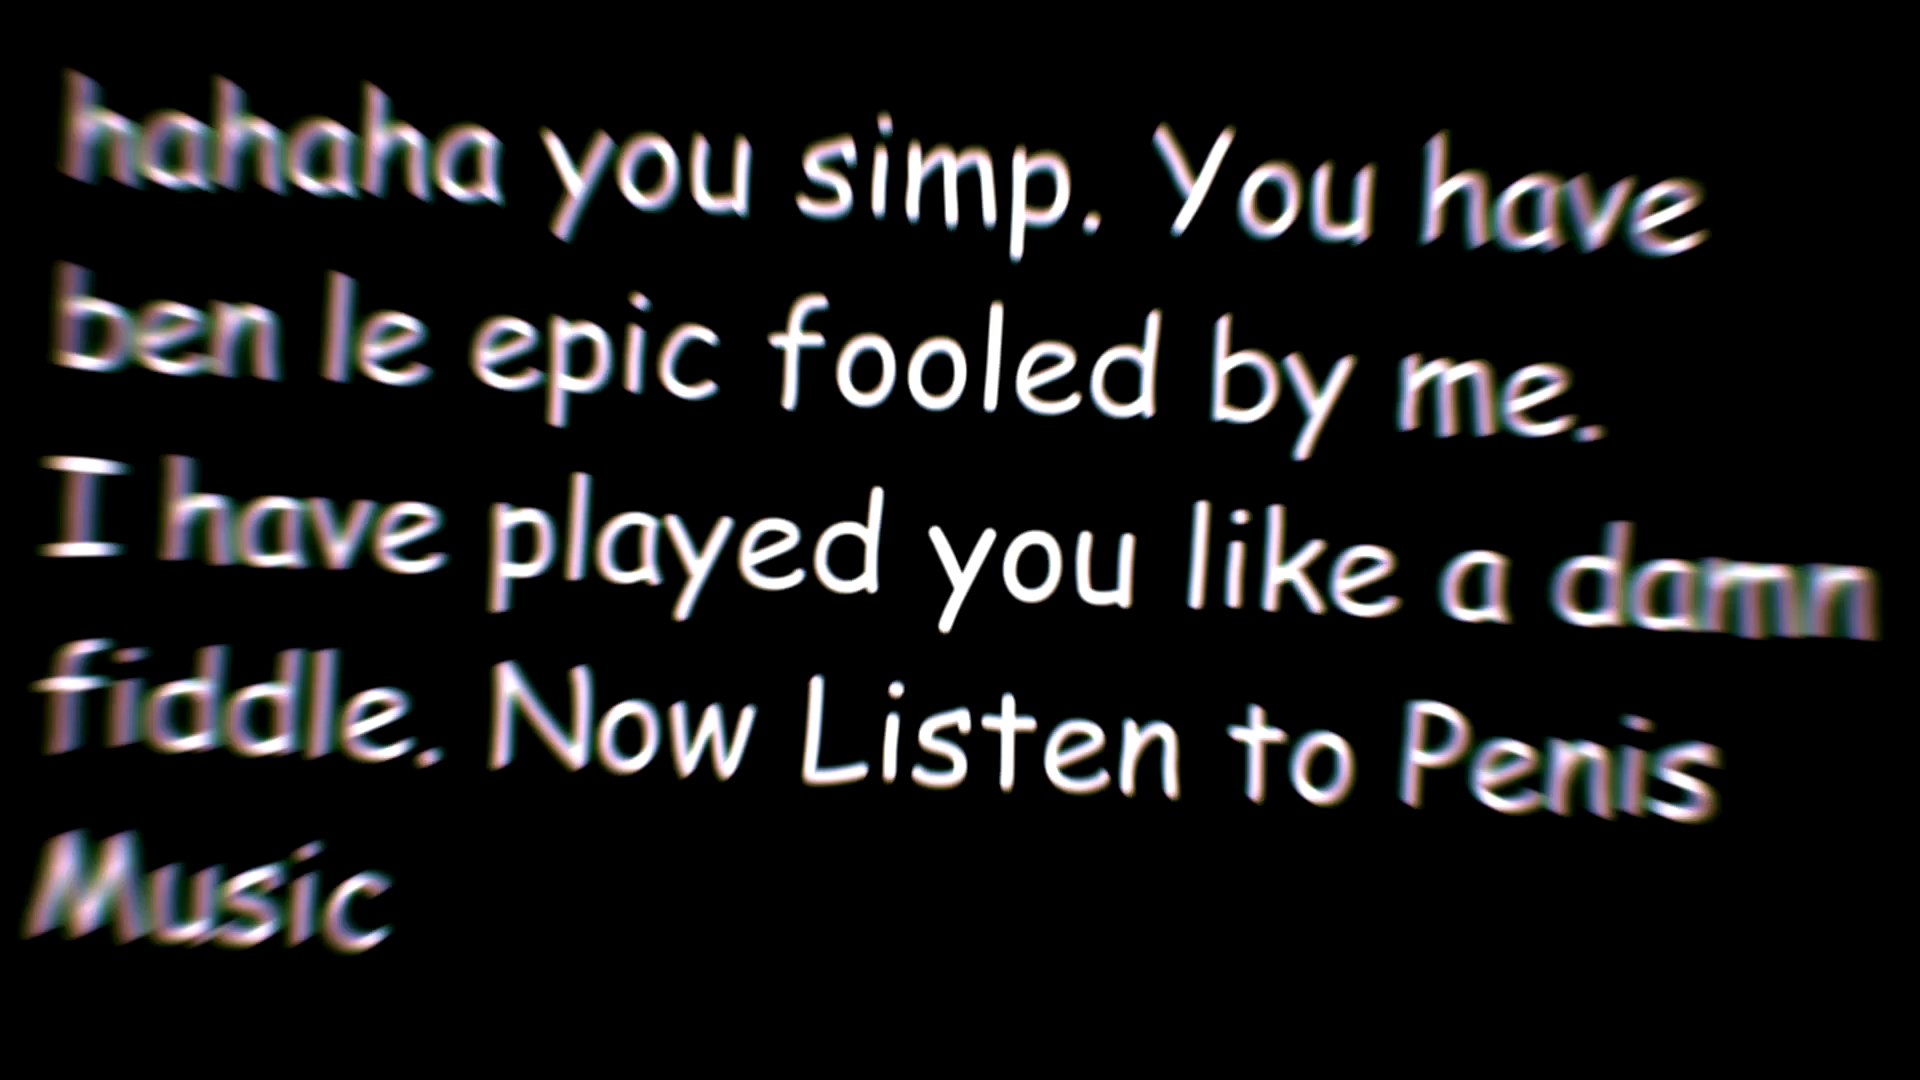 hahaha you simp. You have
ben le epic fooled by me.
I have played you like a damn
fiddle. Now Listen to Penis
Music